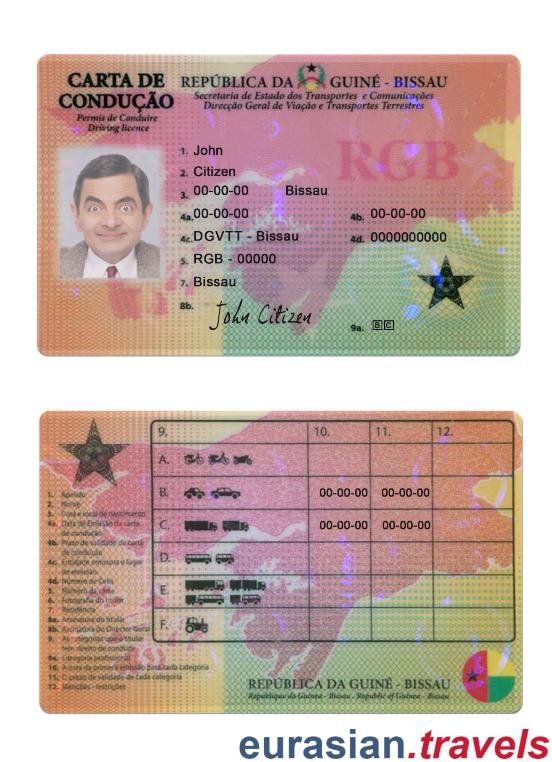 CARTA DE
CONDUÇÃO
Permis de Conduire
Driving licence
REPÚBLICA DA GUINÉ - BISSAU
Secretaria de Estado dos Transportes e Comunicações
Direcção Geral de Viação e Transportes Terrestres
RGB
1. John
2. Citizen
3. 00-00-00 Bissau
4a. 00-00-00 4b. 00-00-00
4c. DGVTT - Bissau 4d. 0000000000
5. RGB - 00000
7. Bissau
8b. John Citizen
9a. B C
9. 10. 11. 12.
A.
B. 00-00-00 00-00-00
C. 00-00-00 00-00-00
D.
E.
F.
1. Apelido
2. Nome
3. Data e local de nascimento
4a. Data de Emissão da carta
de condução
4b. Prazo de validade da carta
de condução
4c. Entidade emissora e lugar
de emissão
4d. Número de
5. Número da carta
6. Fotografia do titular
7. Residência
8a. Assinatura do titular
8b. Assinatura do Director Geral
9. As categorias que o titular
tem direito de conduzir
9a. Categoria profissional
10. A data da primeira emissão para cada categoria
11. O prazo de validade de cada categoria
12. Menções - restrições
REPÚBLICA DA GUINÉ - BISSAU
République da Guinea - Bissau . Republic of Guinea - Bissau
eurasian.travels